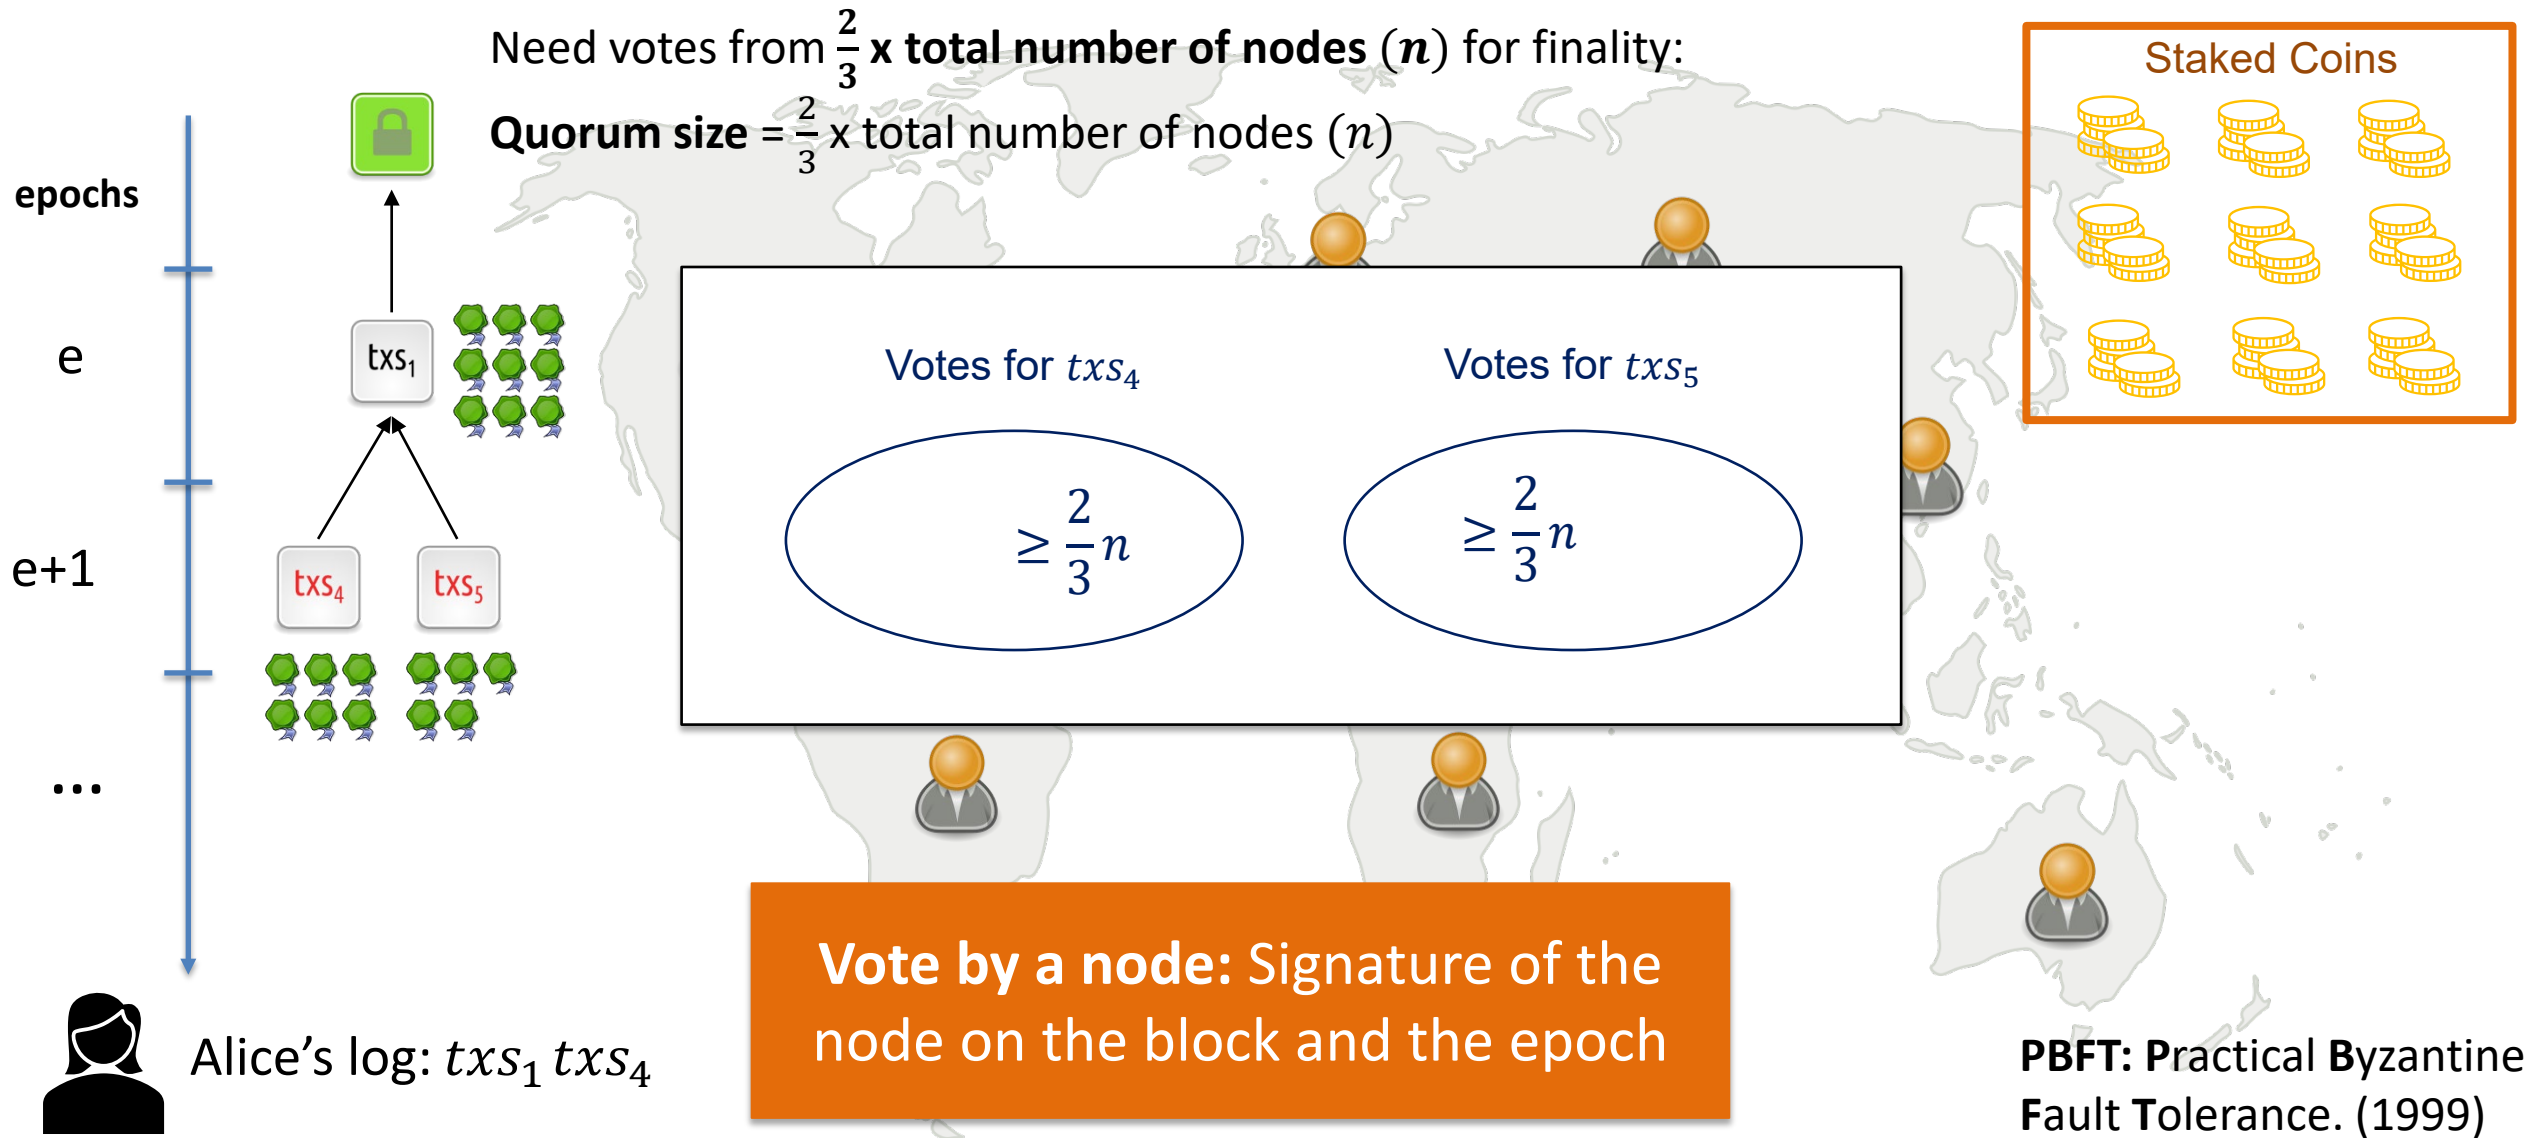 Need votes from 2/3 x total number of nodes (n) for finality:
Quorum size = 2/3 x total number of nodes (n)
Staked Coins
epochs
e
txs₁
e+1
txs₄ txs₅
...
Votes for txs₄
Votes for txs₅
≥ 2/3 n
≥ 2/3 n
Vote by a node: Signature of the
node on the block and the epoch
Alice’s log: txs₁ txs₄
PBFT: Practical Byzantine
Fault Tolerance. (1999)